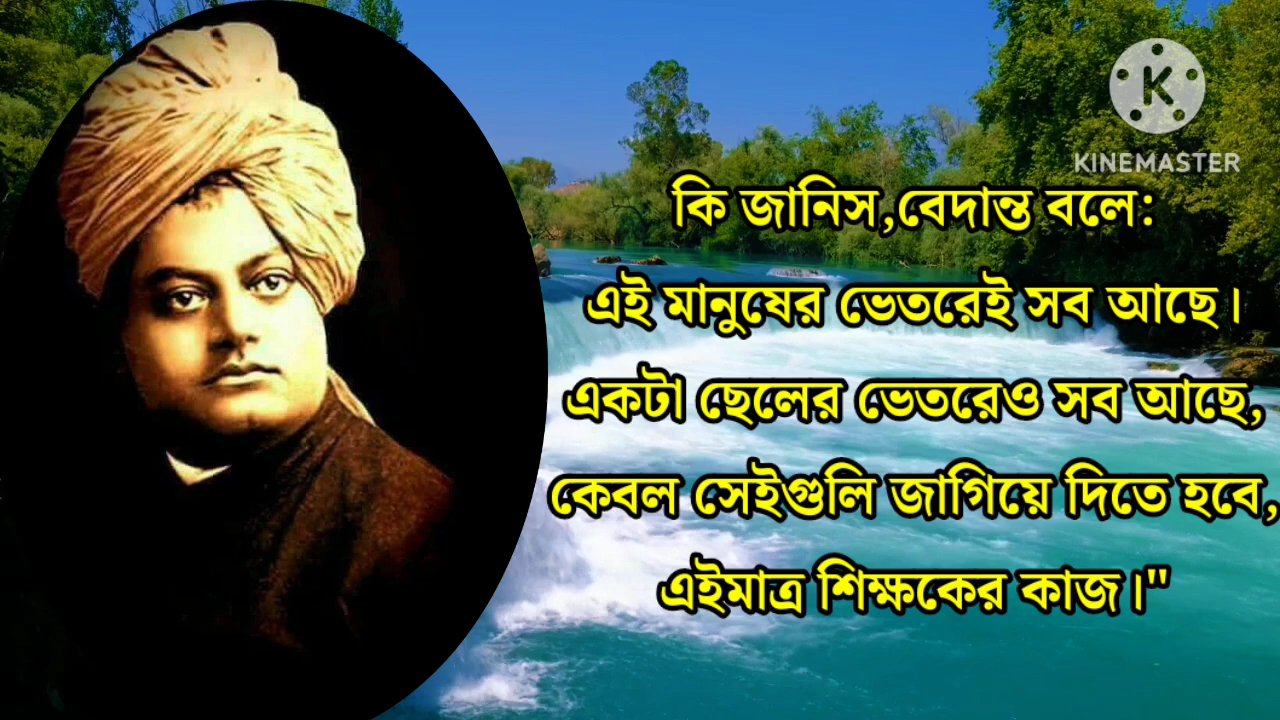 K
KINEMASTER
কি জানিস,বেদান্ত বলে:
এই মানুষের ভেতরেই সব আছে।
একটা ছেলের ভেতরেও সব আছে,
কেবল সেইগুলি জাগিয়ে দিতে হবে,
এইমাত্র শিক্ষকের কাজ।"